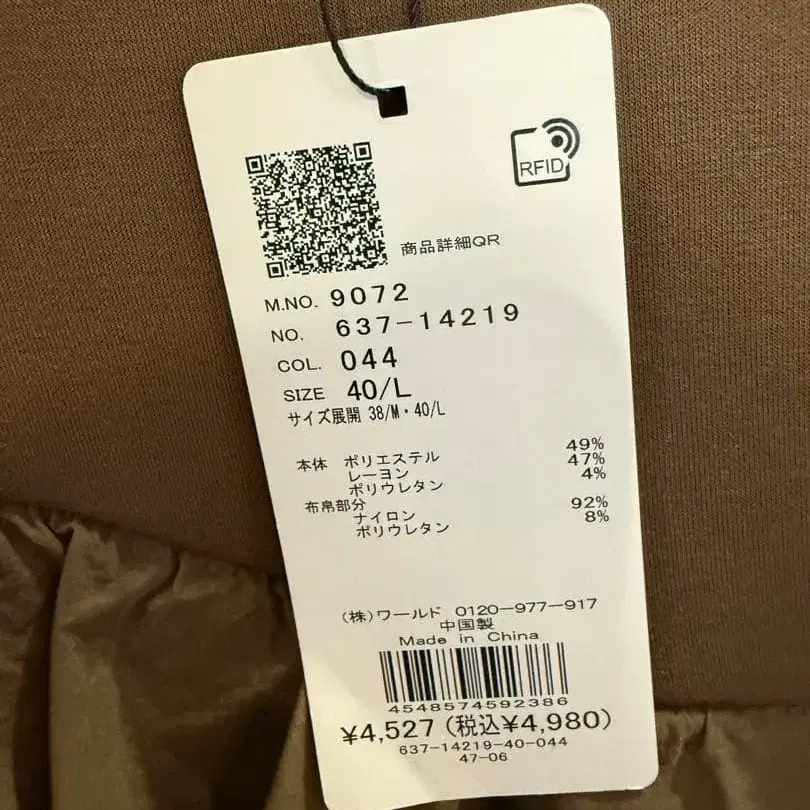 RFID
商品詳細QR
M.NO. 9072
NO. 637-14219
COL. 044
SIZE 40/L
サイズ展開 38/M・40/L
本体 ポリエステル 49%
レーヨン 47%
ポリウレタン 4%
布帛部分
ナイロン 92%
ポリウレタン 8%
(株)ワールド 0120-977-917
中国製
Made in China
4548574592386
¥4,527 (税込¥4,980)
637-14219-40-044
47-06